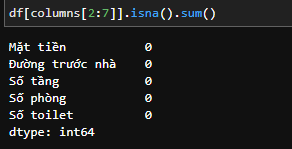 df[columns[2:7]].isna().sum()
Mặt tiền 0
Đường trước nhà 0
Số tầng 0
Số phòng 0
Số toilet 0
dtype: int64